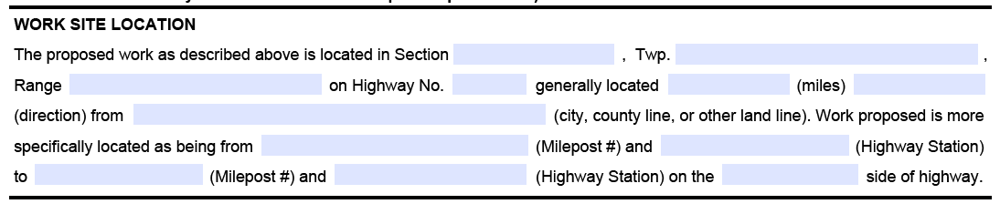 WORK SITE LOCATION
The proposed work as described above is located in Section , Twp. ,
Range on Highway No. generally located (miles)
(direction) from (city, county line, or other land line). Work proposed is more
specifically located as being from (Milepost #) and (Highway Station)
to (Milepost #) and (Highway Station) on the side of highway.